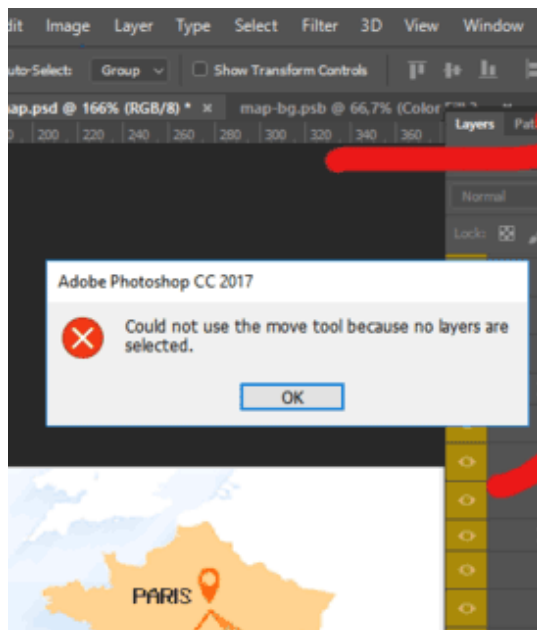 dit Image Layer Type Select Filter 3D View Window
uto-Select: Group Show Transform Controls
ap.psd @ 166% (RGB/8) * × map-bg.psb @ 66,7% (Color
200 220 240 260 280 300 320 340 360
Layers Pat
Normal
Lock:
Adobe Photoshop CC 2017
Could not use the move tool because no layers are
selected.
OK
PARIS